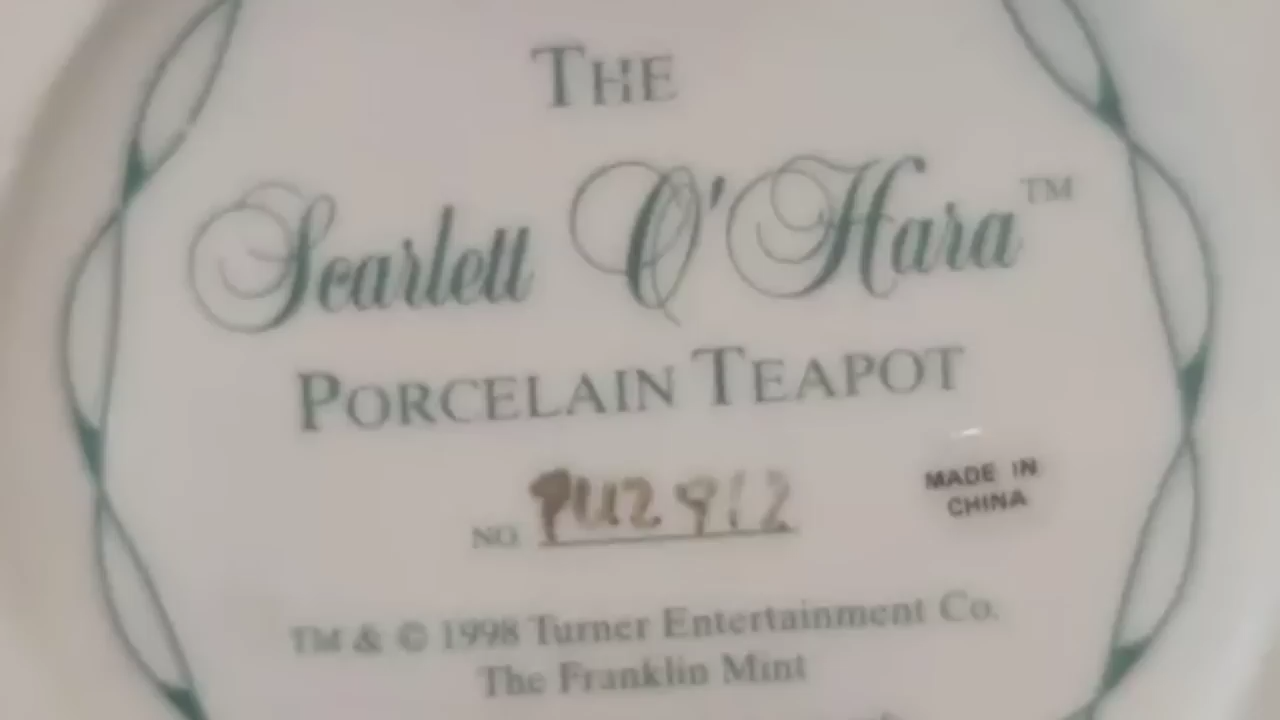 THE
Scarlett O'Hara™
PORCELAIN TEAPOT
MADE IN
CHINA
NO.
TM & © 1998 Turner Entertainment Co.
The Franklin Mint